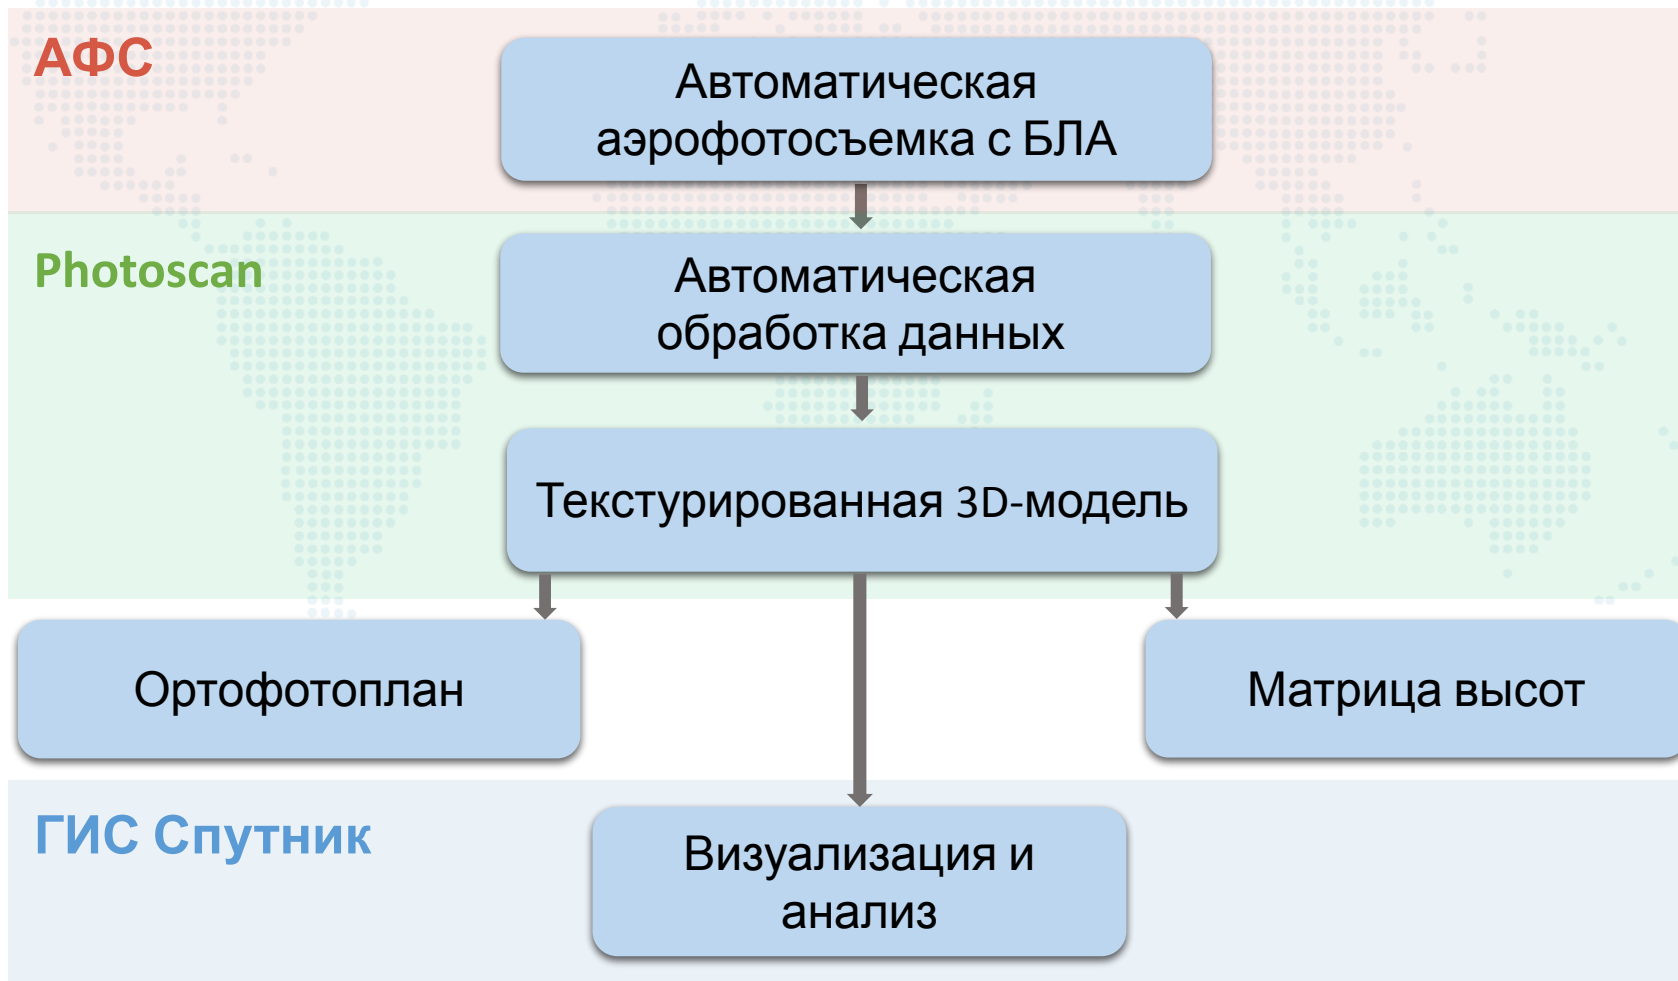 АФС
Автоматическая
аэрофотосъемка с БЛА
Photoscan
Автоматическая
обработка данных
Текстурированная 3D-модель
Ортофотоплан
Матрица высот
ГИС Спутник
Визуализация и
анализ